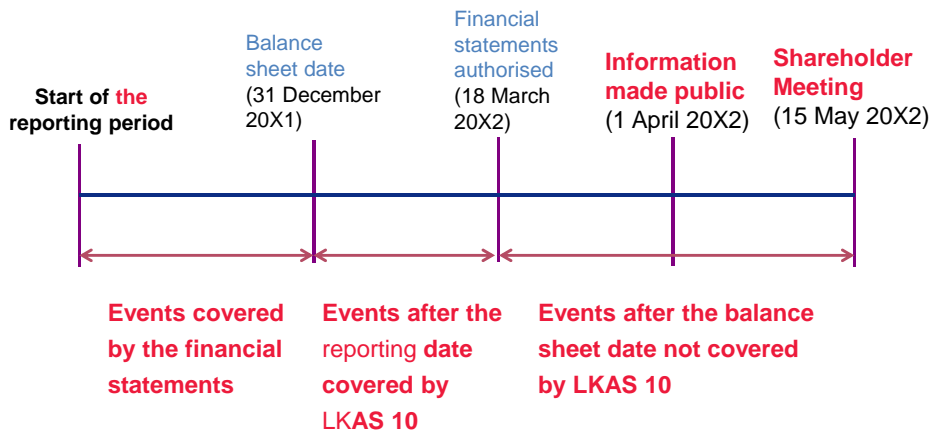 Start of the
reporting period
Balance
sheet date
(31 December
20X1)
Financial
statements
authorised
(18 March
20X2)
Information
made public
(1 April 20X2)
Shareholder
Meeting
(15 May 20X2)
Events covered
by the financial
statements
Events after the
reporting date
covered by
LKAS 10
Events after the balance
sheet date not covered
by LKAS 10